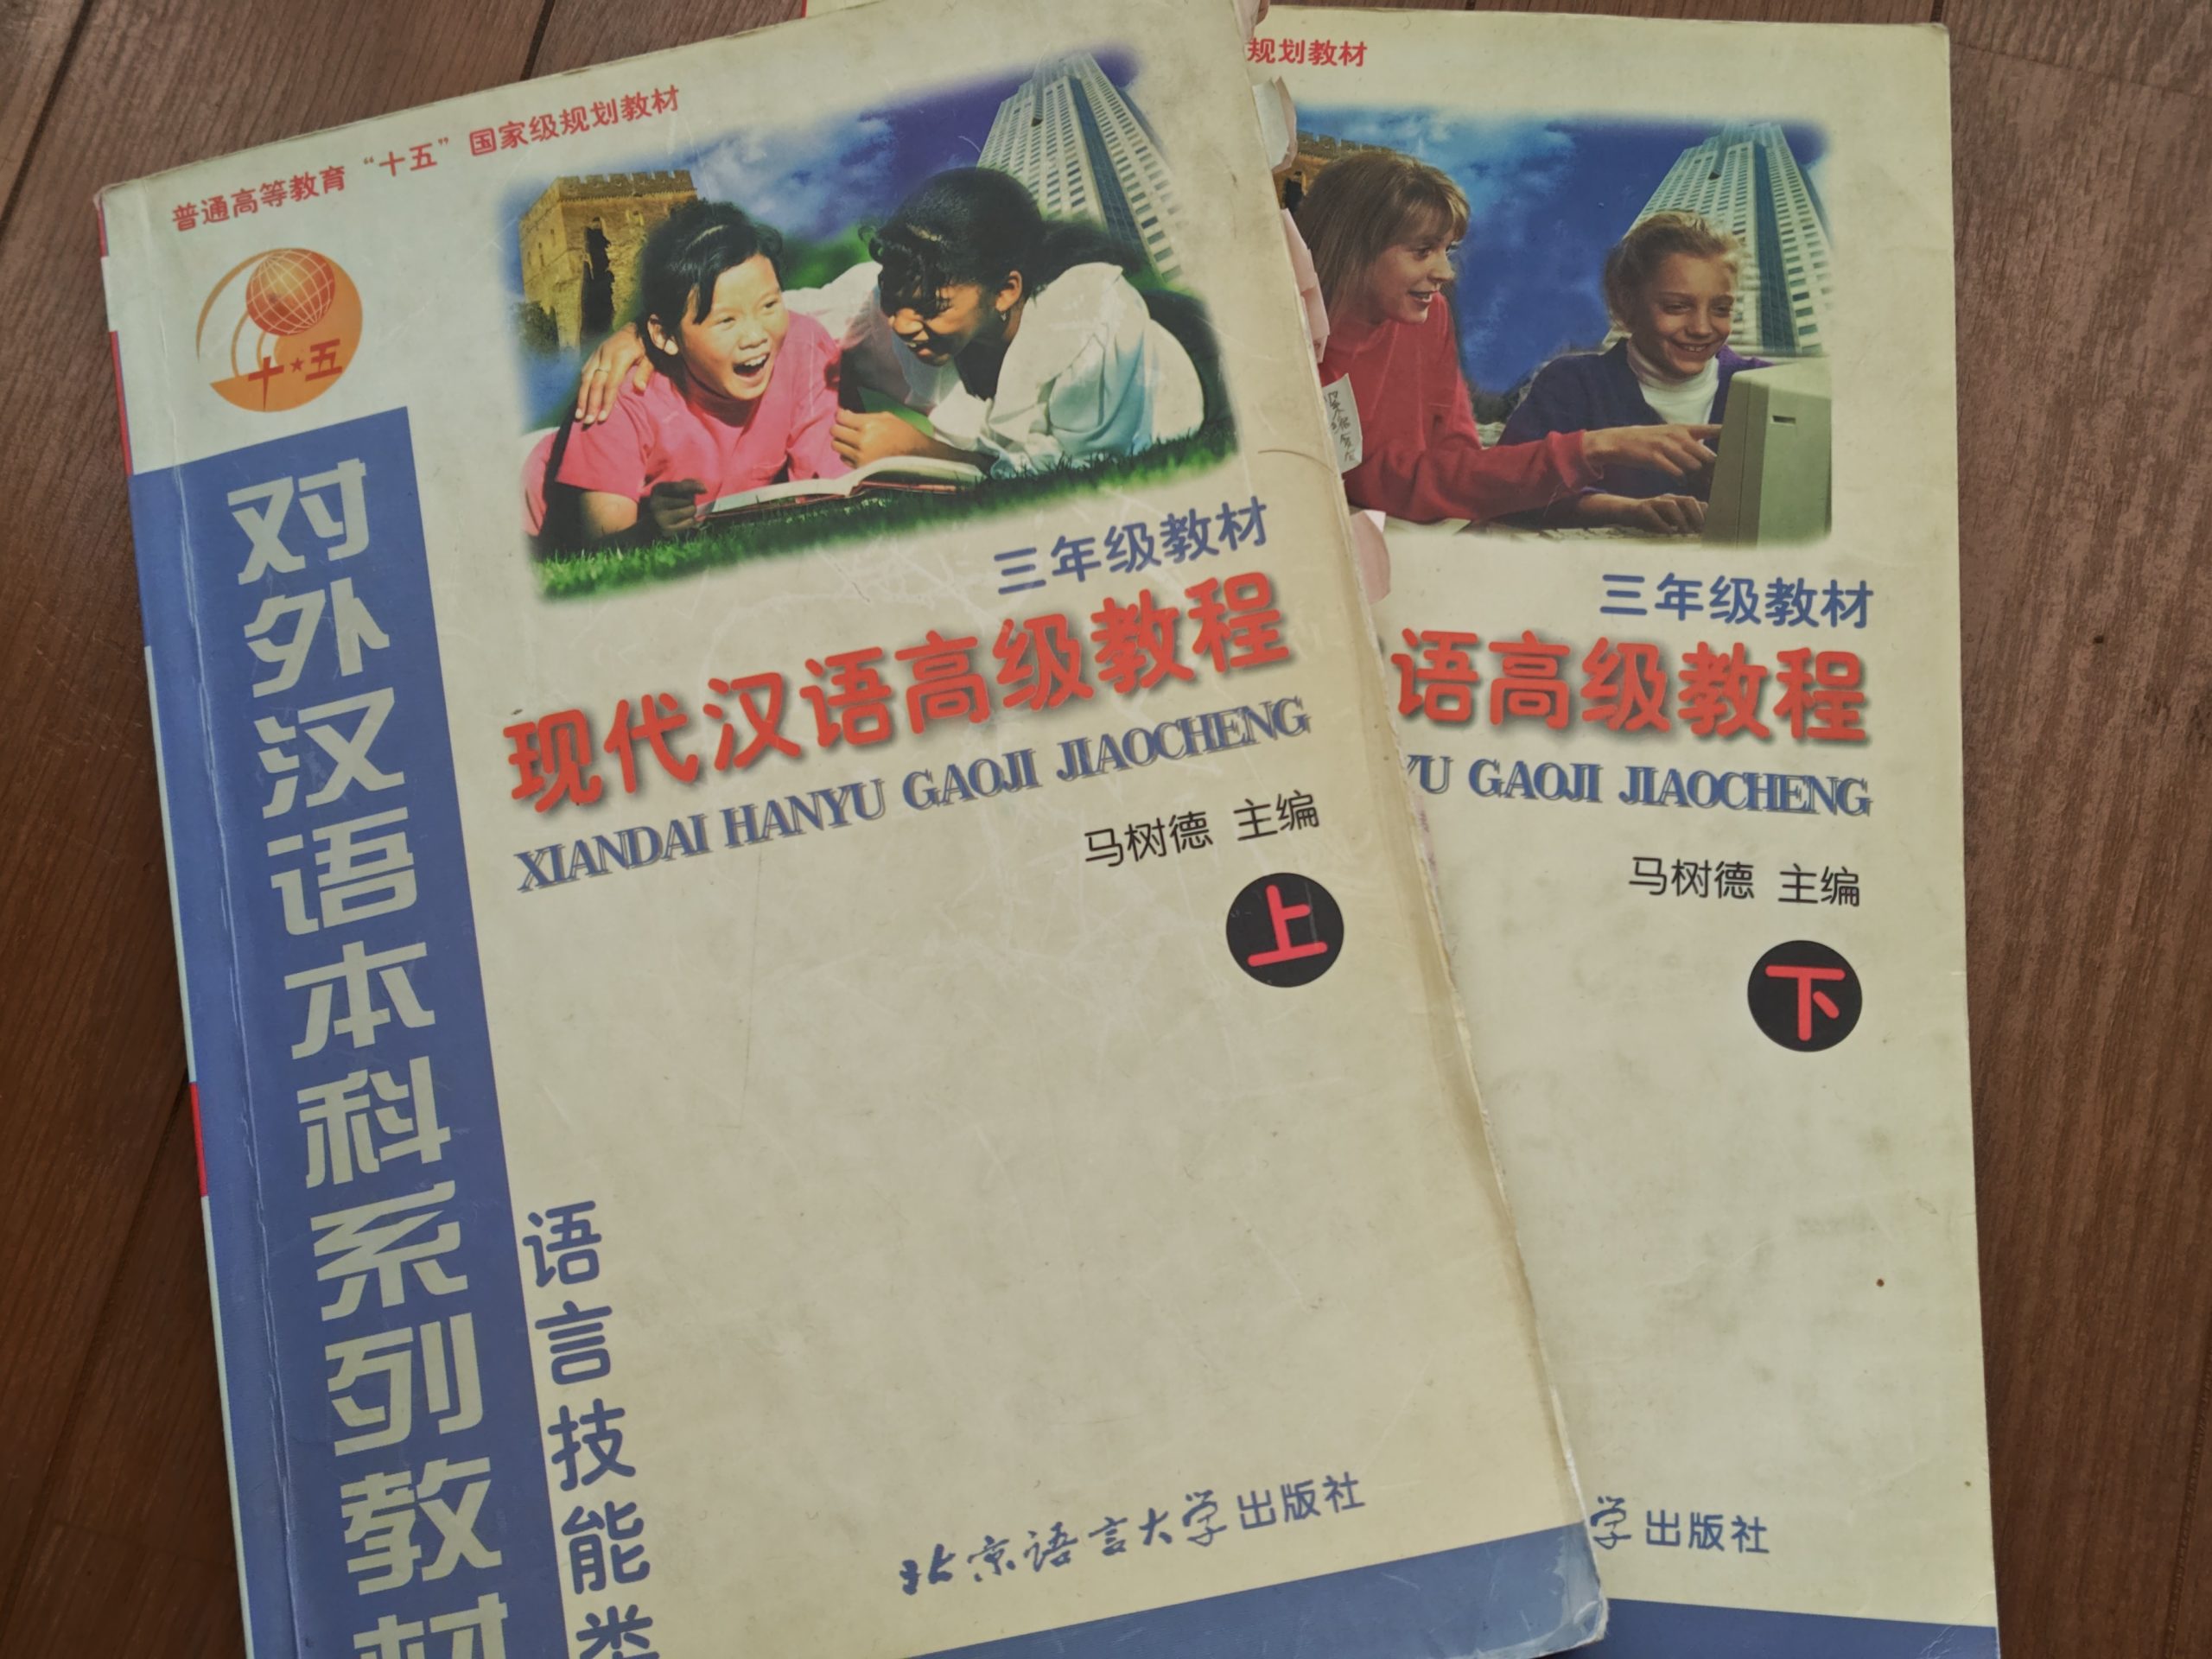 普通高等教育“十五”国家级规划教材
十★五
对外汉语本科系列教材
语言技能类
三年级教材
现代汉语高级教程
XIANDAI HANYU GAOJI JIAOCHENG
马树德 主编
上
北京语言大学出版社
规划教材
三年级教材
语高级教程
YU GAOJI JIAOCHENG
马树德 主编
下
学出版社